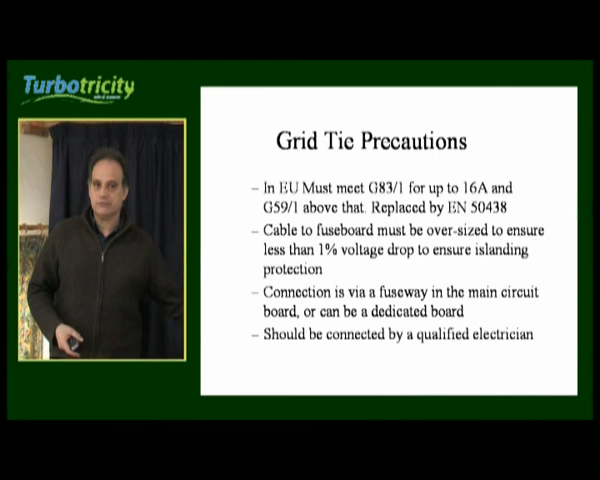 Turbotricity
Grid Tie Precautions
– In EU Must meet G83/1 for up to 16A and
G59/1 above that. Replaced by EN 50438
– Cable to fuseboard must be over-sized to ensure
less than 1% voltage drop to ensure islanding
protection
– Connection is via a fuseway in the main circuit
board, or can be a dedicated board
– Should be connected by a qualified electrician